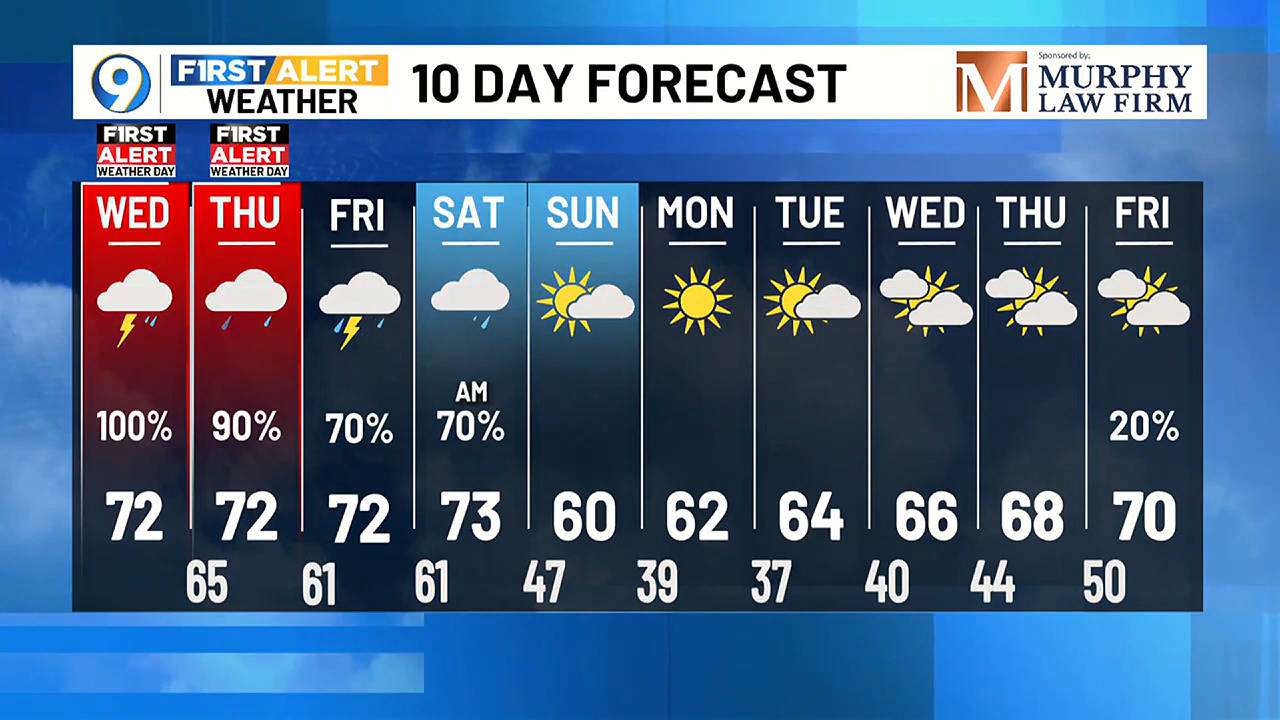 9
F1RST ALERT
WEATHER
10 DAY FORECAST
Sponsored by:
M
MURPHY
LAW FIRM
F1RST
ALERT
WEATHER DAY
F1RST
ALERT
WEATHER DAY
WED THU FRI SAT SUN MON TUE WED THU FRI
AM
100% 90% 70% 70% 20%
72 72 72 73 60 62 64 66 68 70
65 61 61 47 39 37 40 44 50